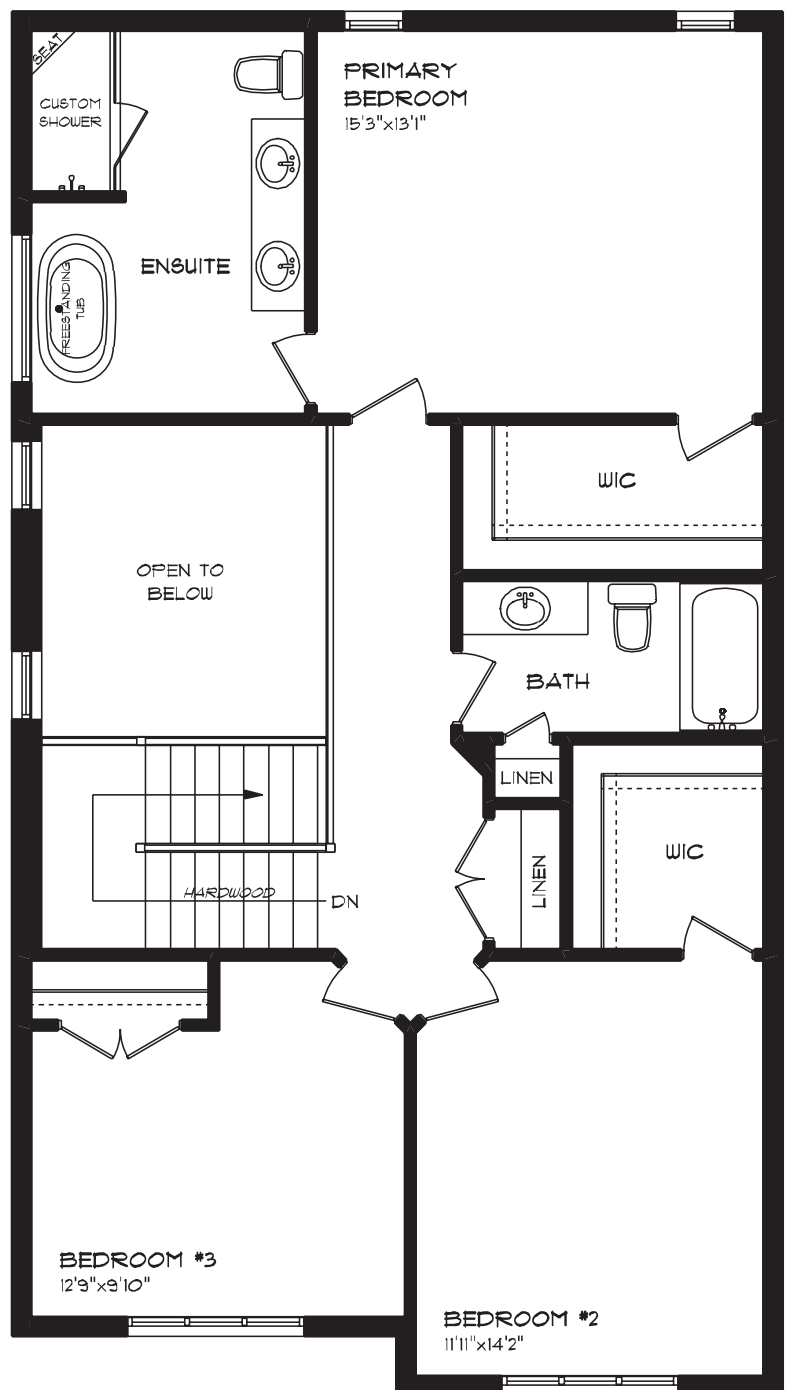 SEAT
CUSTOM
SHOWER
PRIMARY
BEDROOM
15'3"x13'1"
ENSUITE
FREESTANDING
TUB
WIC
OPEN TO
BELOW
BATH
LINEN
WIC
LINEN
HARDWOOD
DN
BEDROOM #3
12'9"x9'10"
BEDROOM #2
11'11"x14'2"